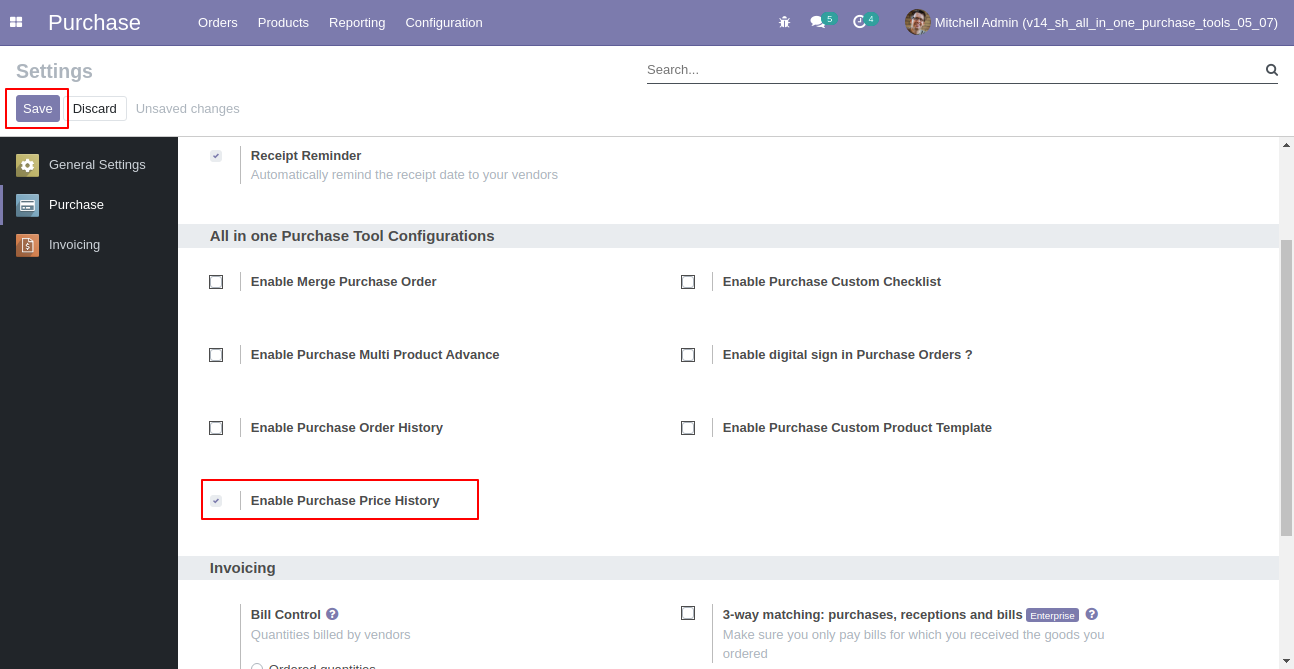 Purchase Orders Products Reporting Configuration 5 4 Mitchell Admin (v14_sh_all_in_one_purchase_tools_05_07)
Settings Search...
Save Discard Unsaved changes
General Settings
Purchase
Invoicing
Receipt Reminder
Automatically remind the receipt date to your vendors
All in one Purchase Tool Configurations
Enable Merge Purchase Order Enable Purchase Custom Checklist
Enable Purchase Multi Product Advance Enable digital sign in Purchase Orders ?
Enable Purchase Order History Enable Purchase Custom Product Template
Enable Purchase Price History
Invoicing
Bill Control ?
Quantities billed by vendors
Ordered quantities
3-way matching: purchases, receptions and bills Enterprise ?
Make sure you only pay bills for which you received the goods you
ordered